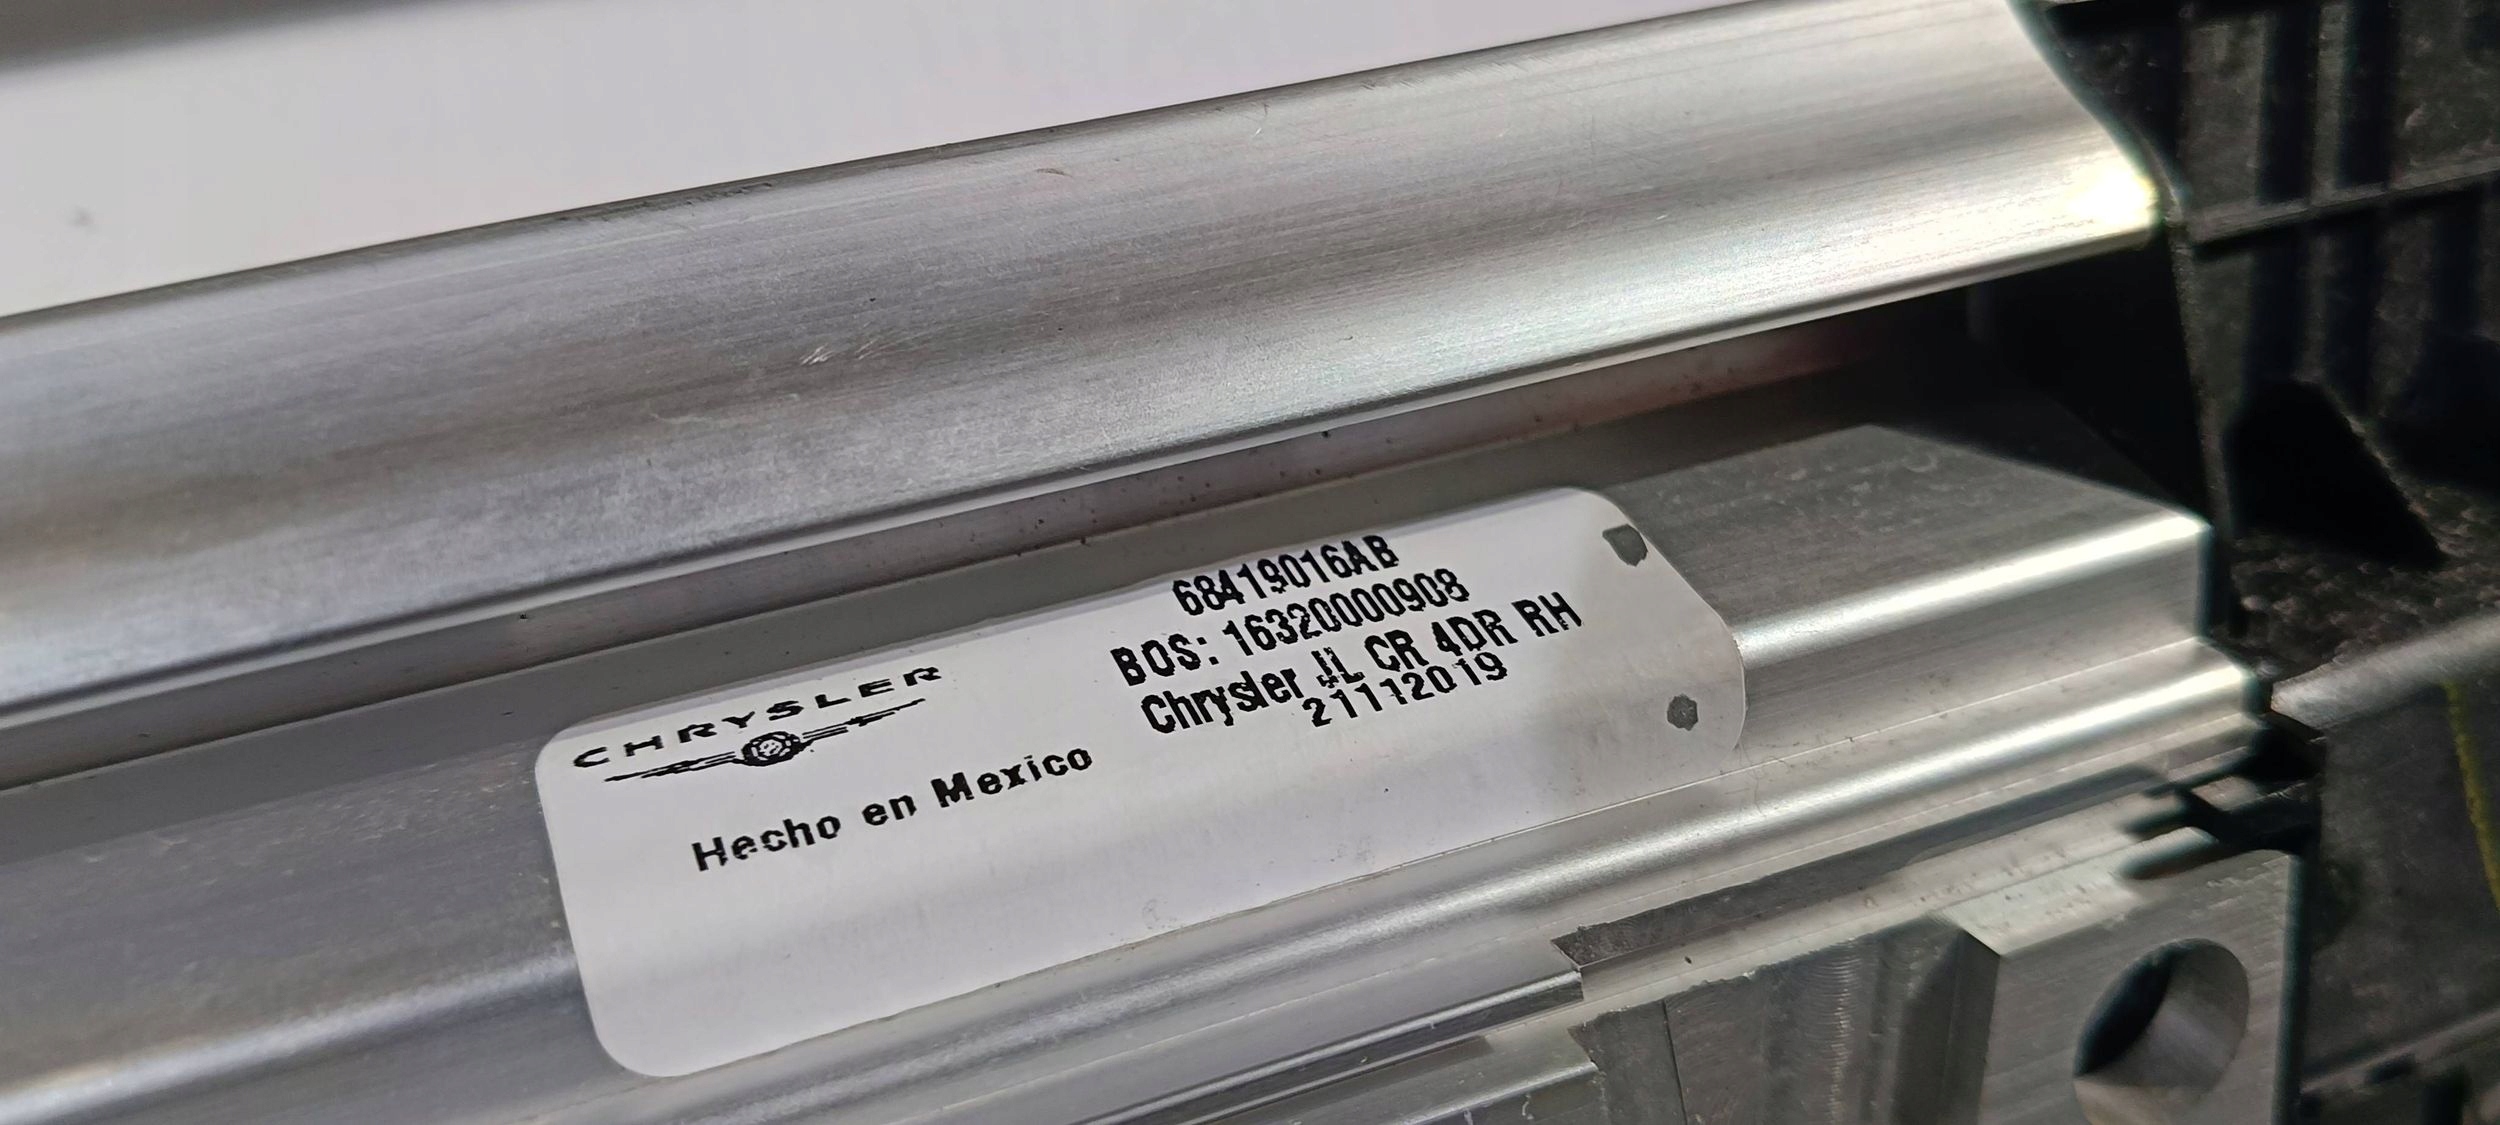 CHRYSLER
Hecho en Mexico
68419016AB
BOS: 16320000908
Chrysler JL CR 4DR RH
21112019